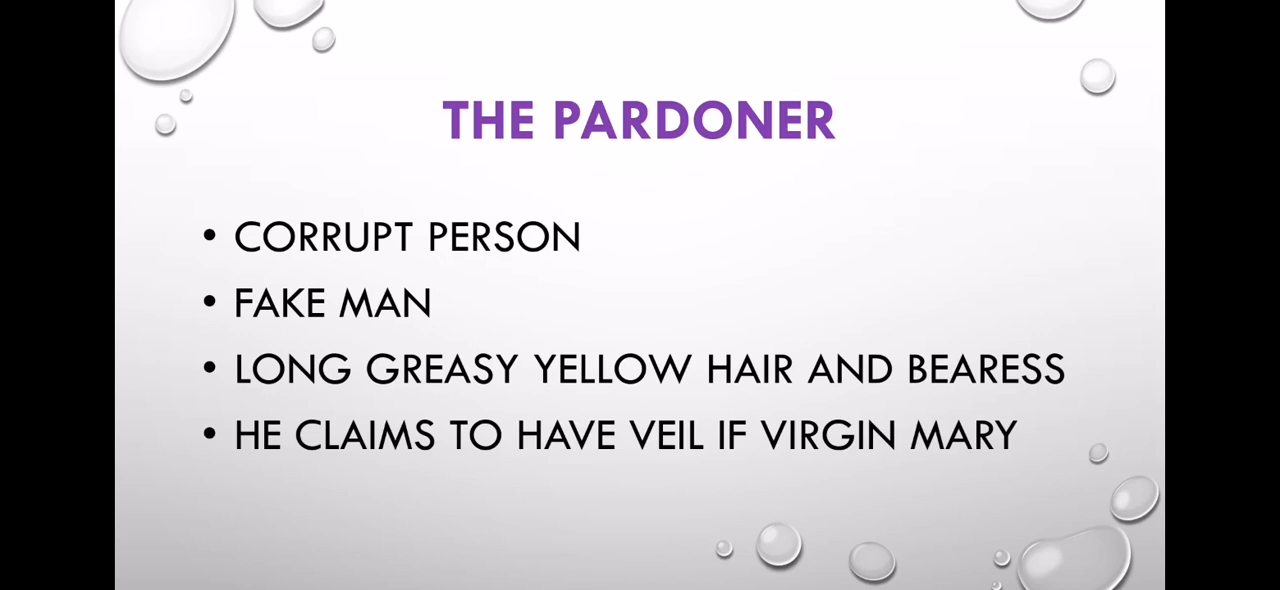 THE PARDONER
• CORRUPT PERSON
• FAKE MAN
• LONG GREASY YELLOW HAIR AND BEARESS
• HE CLAIMS TO HAVE VEIL IF VIRGIN MARY